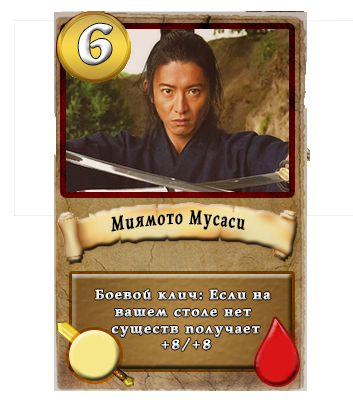 6
Миямото Мусаси
Боевой клич: Если на
вашем столе нет
существ получает
+8/+8